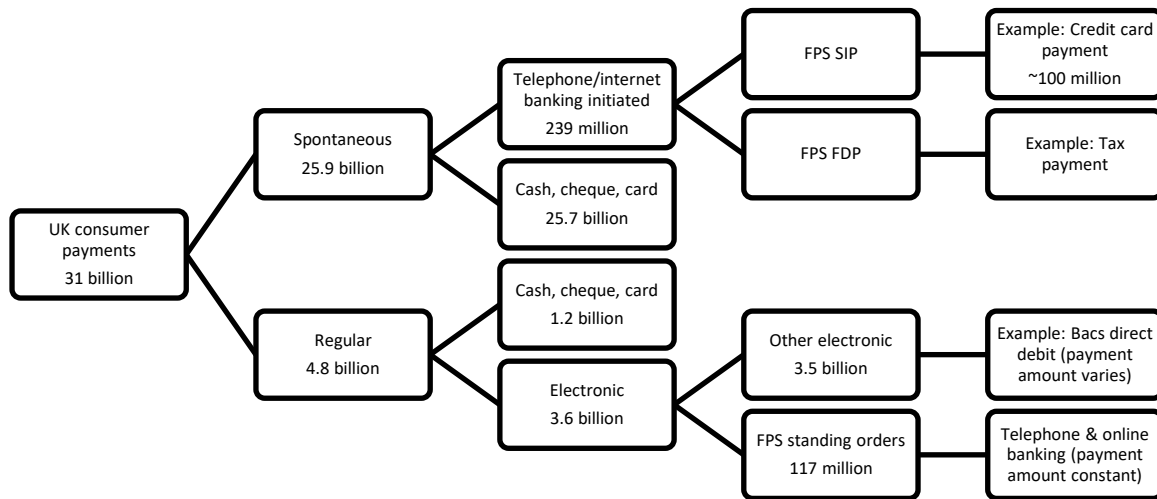 UK consumer
payments
31 billion
Spontaneous
25.9 billion
Regular
4.8 billion
Telephone/internet
banking initiated
239 million
Cash, cheque, card
25.7 billion
Cash, cheque, card
1.2 billion
Electronic
3.6 billion
FPS SIP
FPS FDP
Other electronic
3.5 billion
FPS standing orders
117 million
Example: Credit card
payment
~100 million
Example: Tax
payment
Example: Bacs direct
debit (payment
amount varies)
Telephone & online
banking (payment
amount constant)